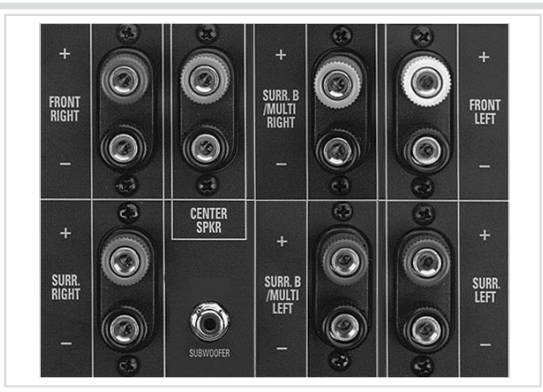 +
FRONT
RIGHT
–
+
SURR. B
/MULTI
RIGHT
–
+
FRONT
LEFT
–
CENTER
SPKR
+
SURR.
RIGHT
–
SUBWOOFER
+
SURR. B
/MULTI
LEFT
–
+
SURR.
LEFT
–